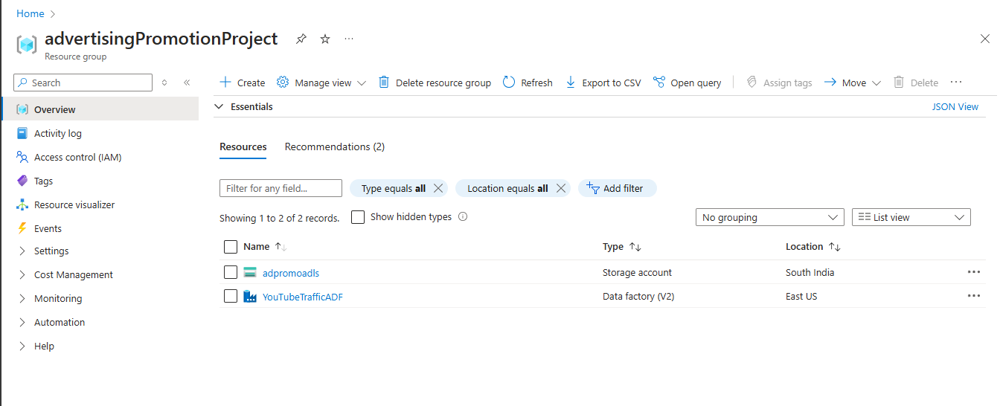 Home
advertisingPromotionProject
Resource group
Search
Create Manage view Delete resource group Refresh Export to CSV Open query Assign tags Move Delete
Overview
Activity log
Access control (IAM)
Tags
Resource visualizer
Events
Settings
Cost Management
Monitoring
Automation
Help
Essentials JSON View
Resources Recommendations (2)
Filter for any field... Type equals all Location equals all Add filter
Showing 1 to 2 of 2 records. Show hidden types No grouping List view
Name Type Location
adpromoadls Storage account South India
YouTubeTrafficADF Data factory (V2) East US